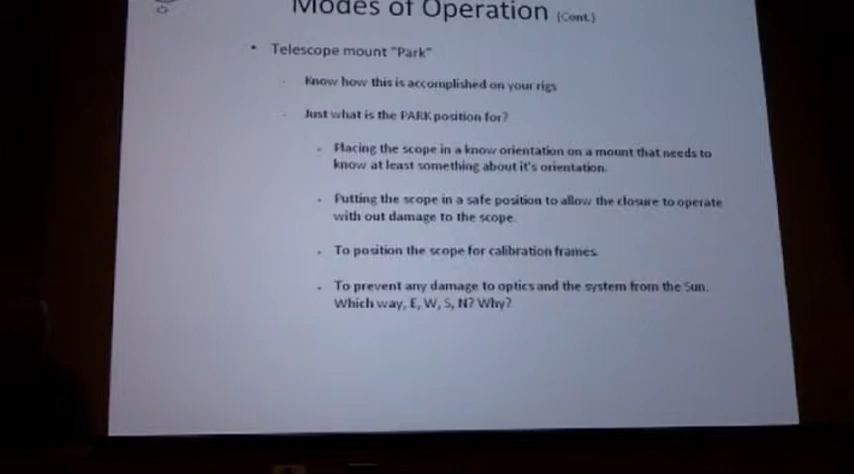 Modes of Operation (Cont.)
• Telescope mount "Park"
- Know how this is accomplished on your rigs
- Just what is the PARK position for?
• Placing the scope in a know orientation on a mount that needs to
know at least something about it's orientation.
• Putting the scope in a safe position to allow the closure to operate
with out damage to the scope.
• To position the scope for calibration frames.
• To prevent any damage to optics and the system from the Sun.
Which way, E, W, S, N? Why?